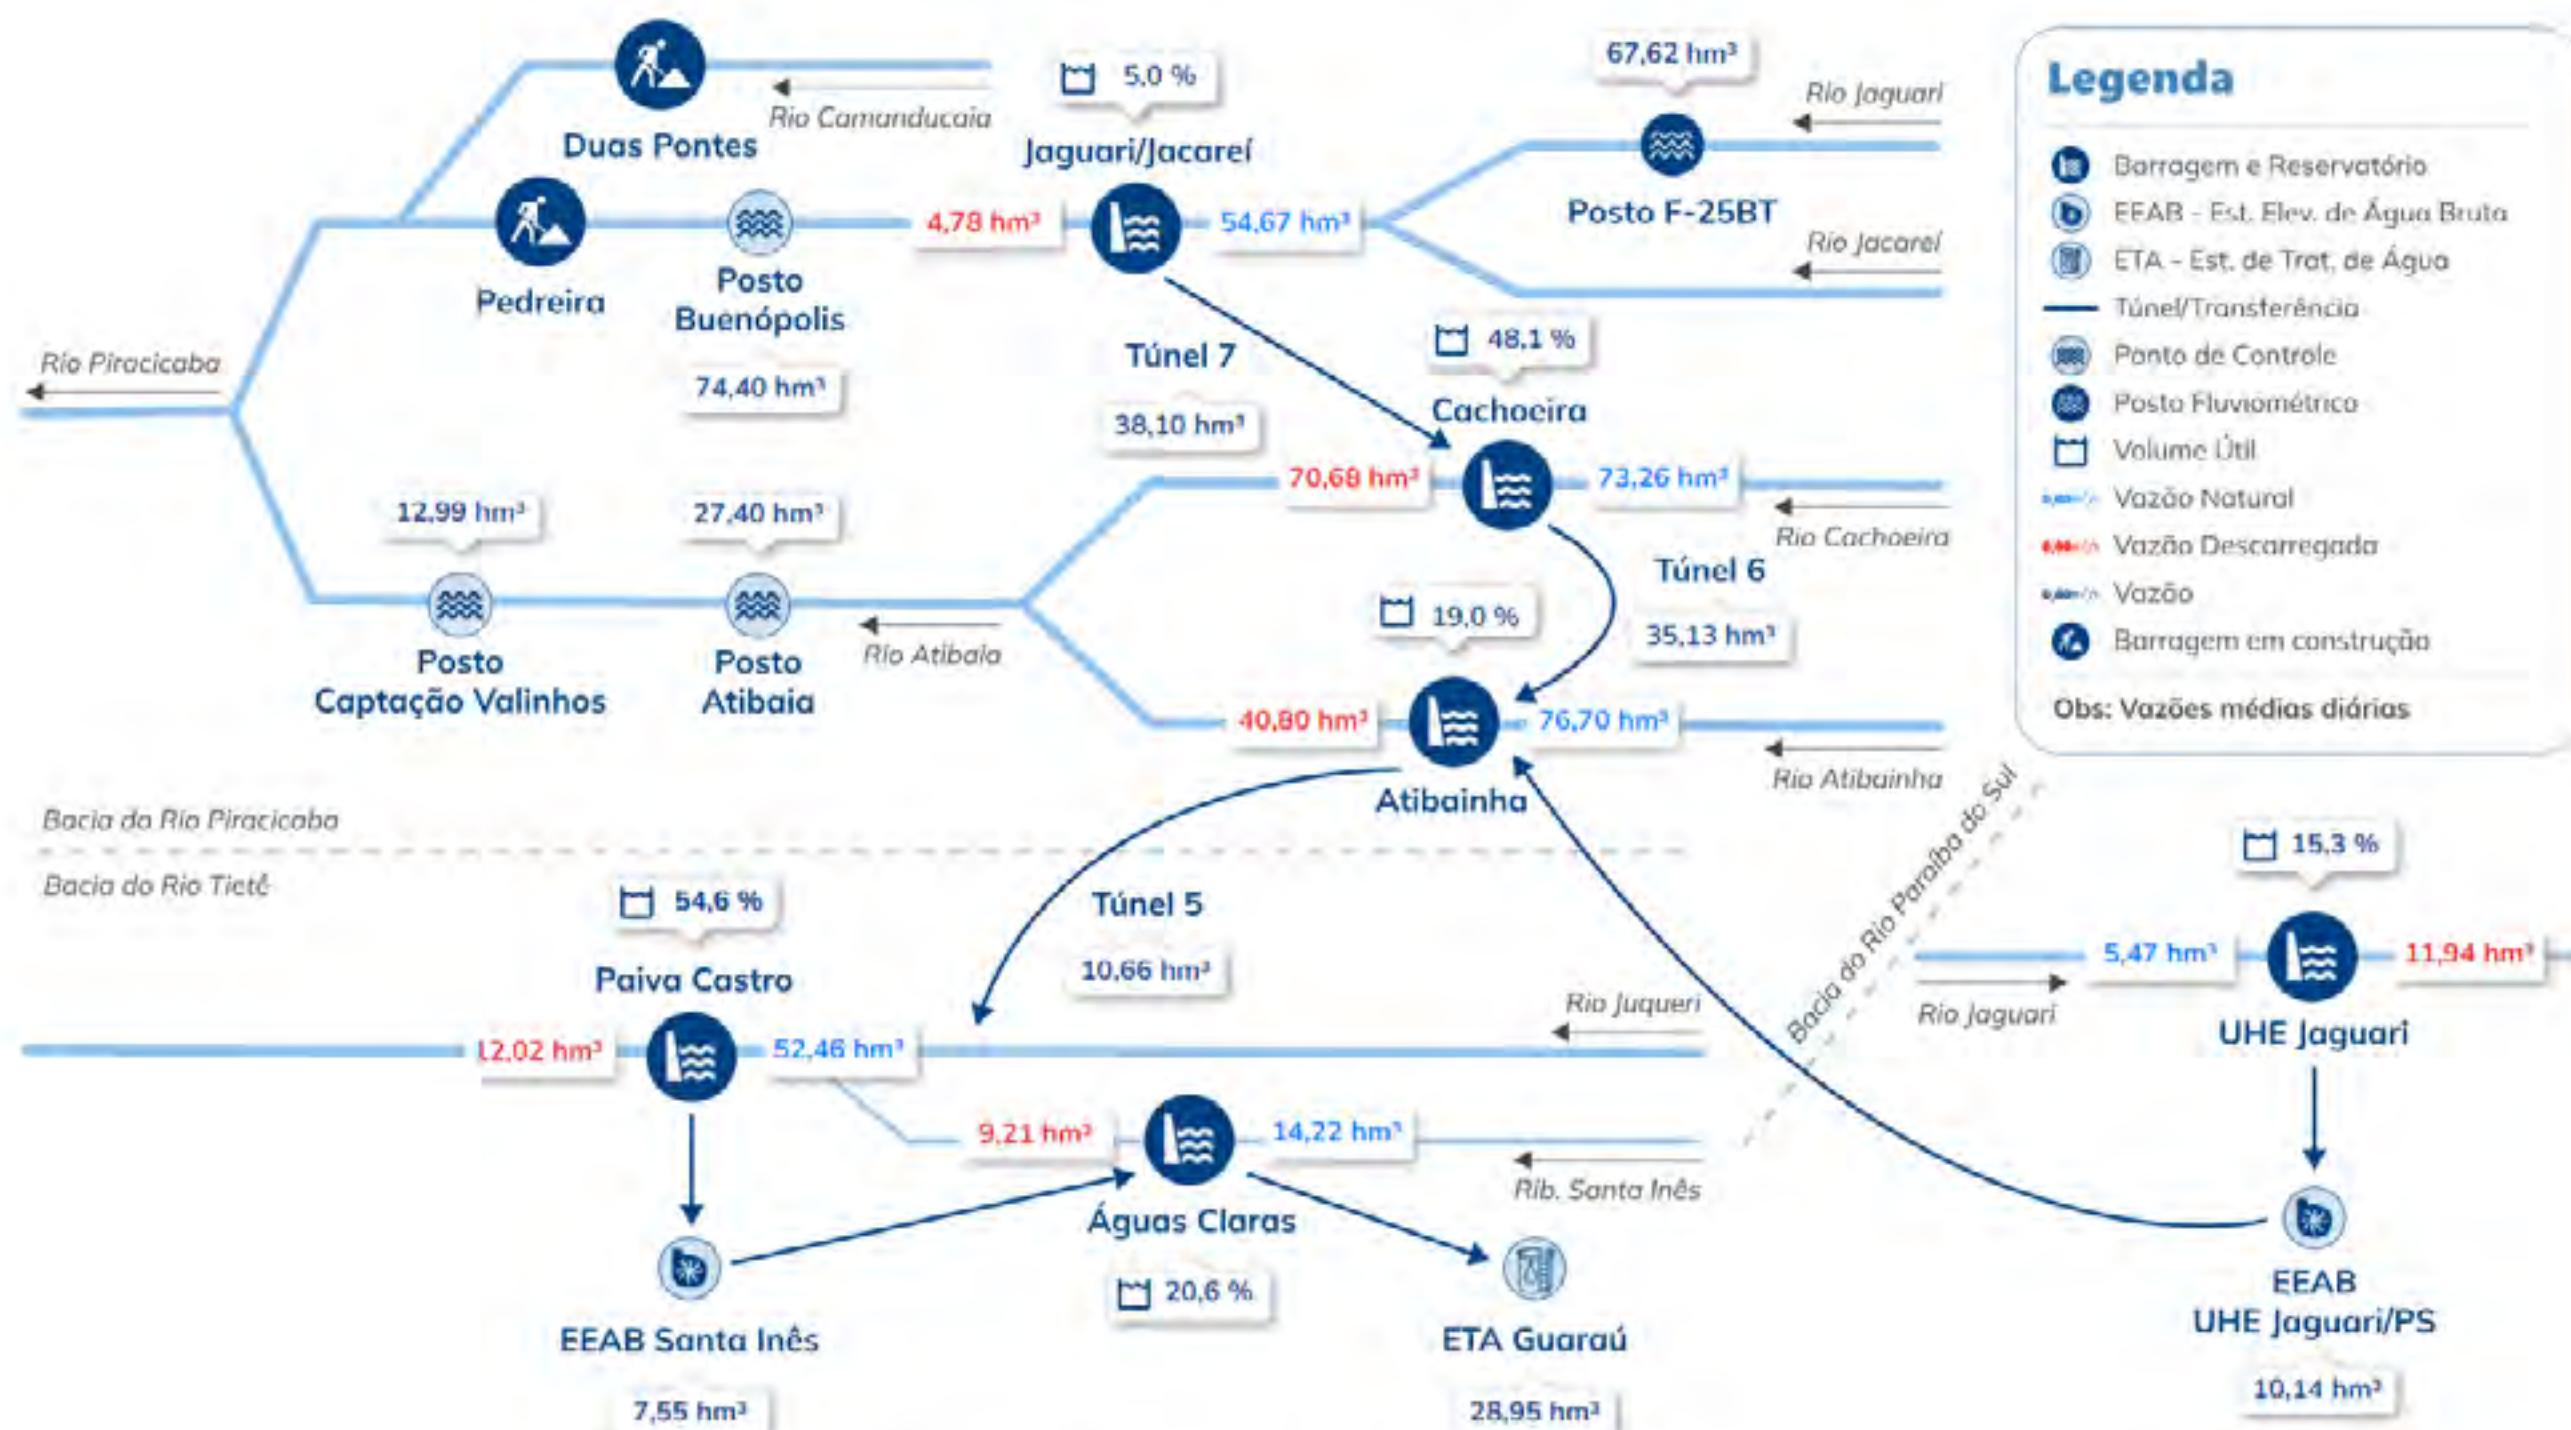 67,62 hm³
Legenda
5,0 %
Rio Jaguari
Rio Camanducaia
Duas Pontes
Jaguari/Jacareí
Barragem e Reservatório
Posto F-25BT
EEAB - Est. Elev. de Água Bruta
4,78 hm³
54,67 hm³
Rio Jacareí
ETA - Est. de Trat. de Água
Pedreira
Posto
Buenópolis
Túnel/Transferência
Túnel 7
48,1 %
Ponto de Controle
Rio Piracicaba
74,40 hm³
38,10 hm³
Cachoeira
Posto Fluviométrico
Volume Útil
70,68 hm³
73,26 hm³
Vazão Natural
12,99 hm³
27,40 hm³
Rio Cachoeira
Vazão Descarregada
Túnel 6
Vazão
19,0 %
35,13 hm³
Barragem em construção
Posto
Captação Valinhos
Posto
Atibaia
Rio Atibaia
40,80 hm³
76,70 hm³
Obs: Vazões médias diárias
Rio Atibainha
Atibainha
Bacia do Rio Piracicaba
Bacia do Rio Tietê
Bacia do Rio Paraíba do Sul
15,3 %
54,6 %
Túnel 5
Paiva Castro
10,66 hm³
5,47 hm³
11,94 hm³
Rio Juqueri
Rio Jaguari
UHE Jaguari
12,02 hm³
52,46 hm³
9,21 hm³
14,22 hm³
Rib. Santa Inês
Águas Claras
20,6 %
EEAB Santa Inês
ETA Guaraú
EEAB
UHE Jaguari/PS
7,55 hm³
28,95 hm³
10,14 hm³